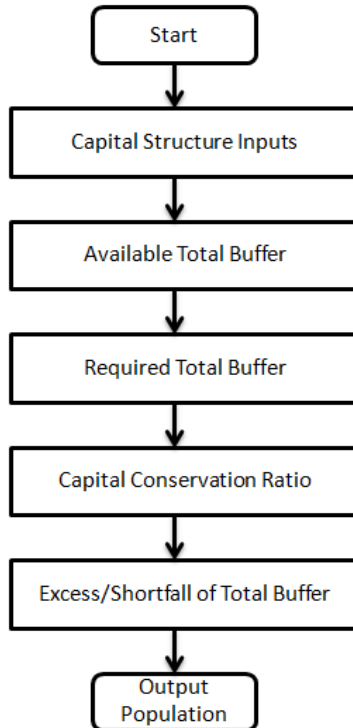 Start
Capital Structure Inputs
Available Total Buffer
Required Total Buffer
Capital Conservation Ratio
Excess/Shortfall of Total Buffer
Output
Population